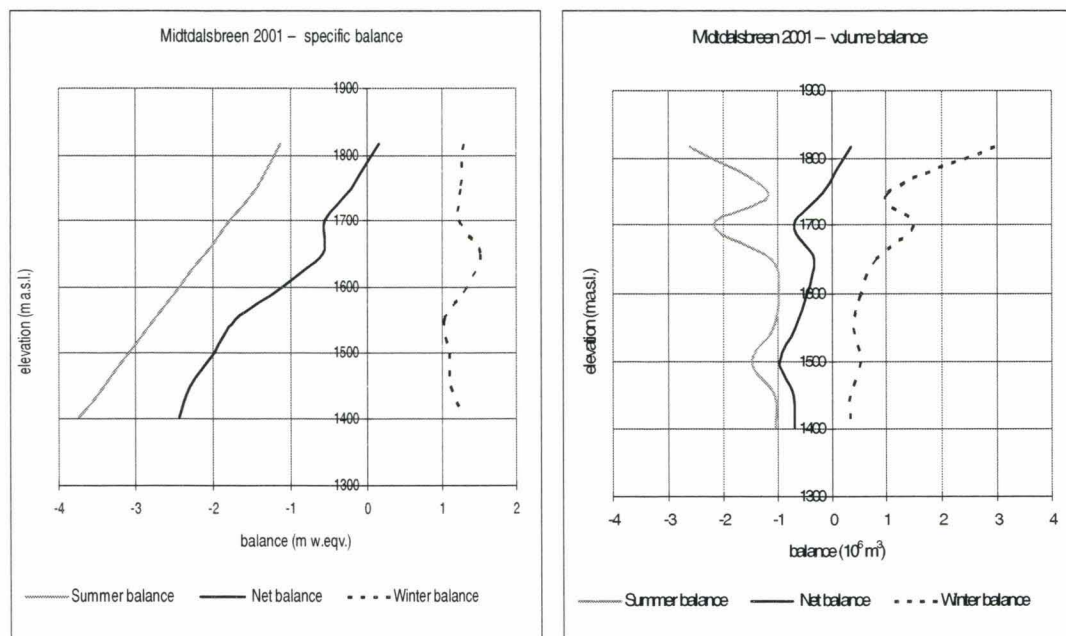 Midtdalsbreen 2001 – specific balance
1900
1800
1700
1600
1500
1400
1300
elevation (m a.s.l.)
-4 -3 -2 -1 0 1 2
balance (m w.eqv.)
Summer balance Net balance Winter balance
Midtdalsbreen 2001 – volume balance
1900
1800
1700
1600
1500
1400
1300
elevation (m a.s.l.)
-4 -3 -2 -1 0 1 2 3 4
balance (10⁶ m³)
Summer balance Net balance Winter balance